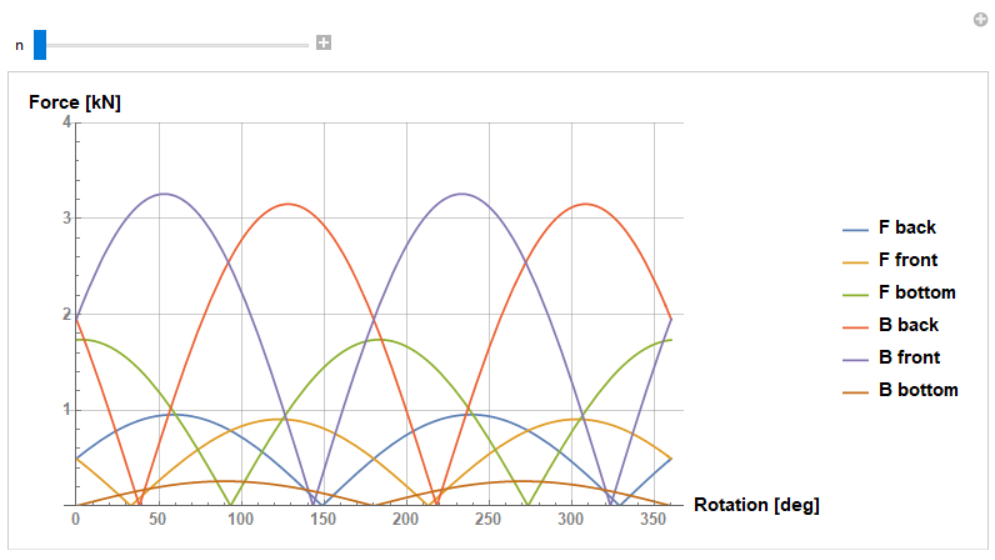 n
Force [kN]
4
3
2
1
0 50 100 150 200 250 300 350
Rotation [deg]
F back
F front
F bottom
B back
B front
B bottom